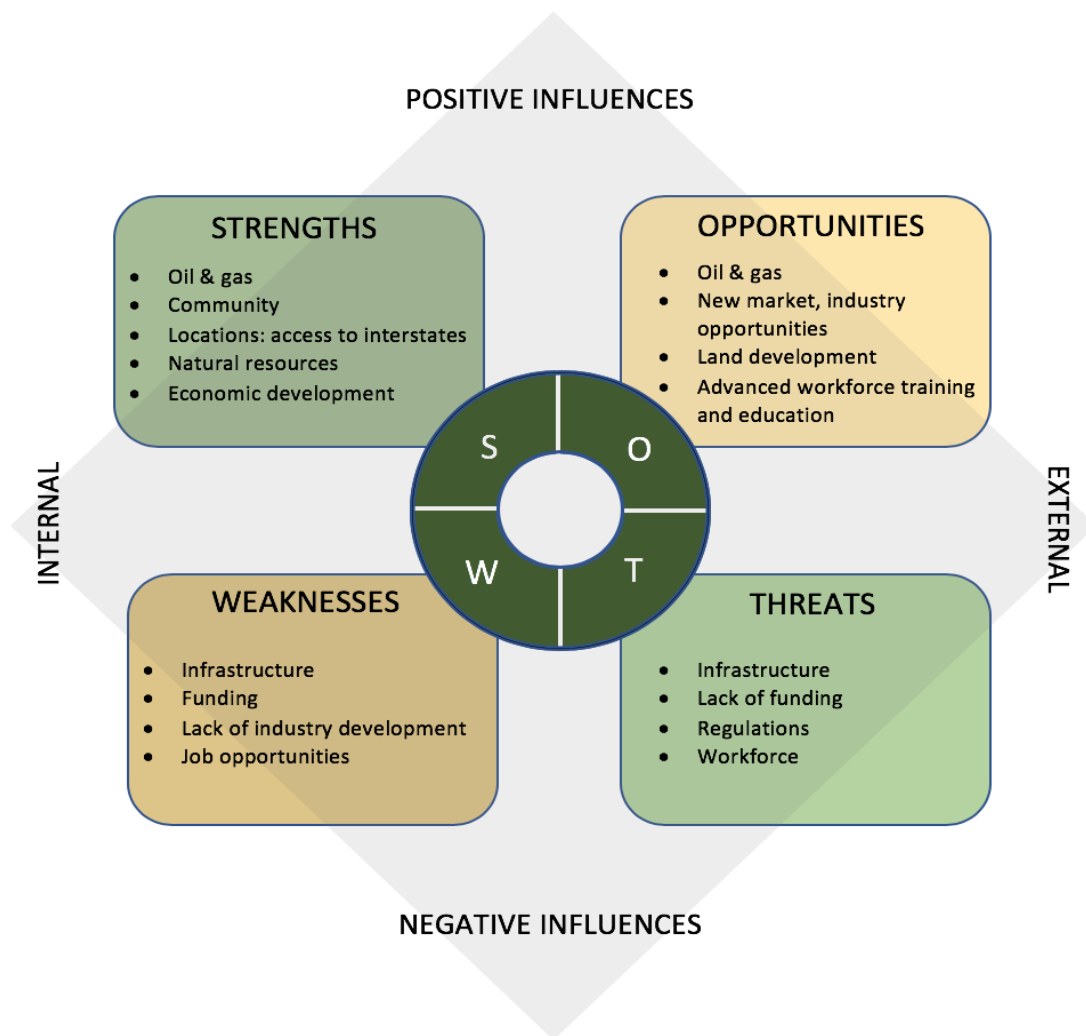 POSITIVE INFLUENCES
STRENGTHS
• Oil & gas
• Community
• Locations: access to interstates
• Natural resources
• Economic development
OPPORTUNITIES
• Oil & gas
• New market, industry
opportunities
• Land development
• Advanced workforce training
and education
S
O
W
T
INTERNAL
EXTERNAL
WEAKNESSES
• Infrastructure
• Funding
• Lack of industry development
• Job opportunities
THREATS
• Infrastructure
• Lack of funding
• Regulations
• Workforce
NEGATIVE INFLUENCES